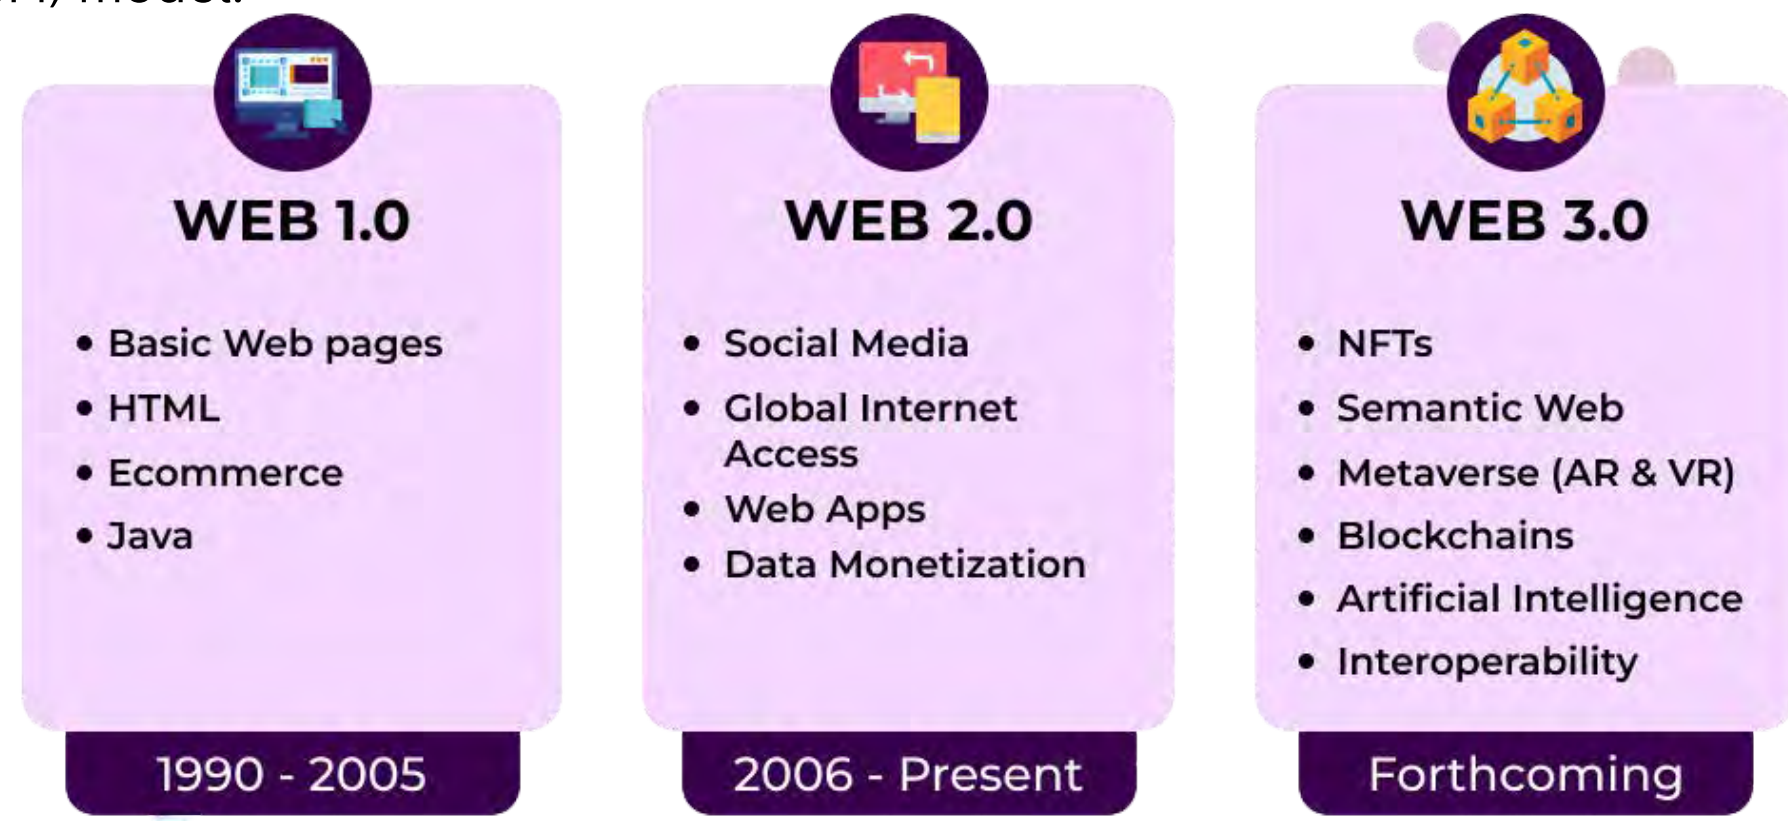 model.
WEB 1.0
• Basic Web pages
• HTML
• Ecommerce
• Java
1990 - 2005
WEB 2.0
• Social Media
• Global Internet
Access
• Web Apps
• Data Monetization
2006 - Present
WEB 3.0
• NFTs
• Semantic Web
• Metaverse (AR & VR)
• Blockchains
• Artificial Intelligence
• Interoperability
Forthcoming